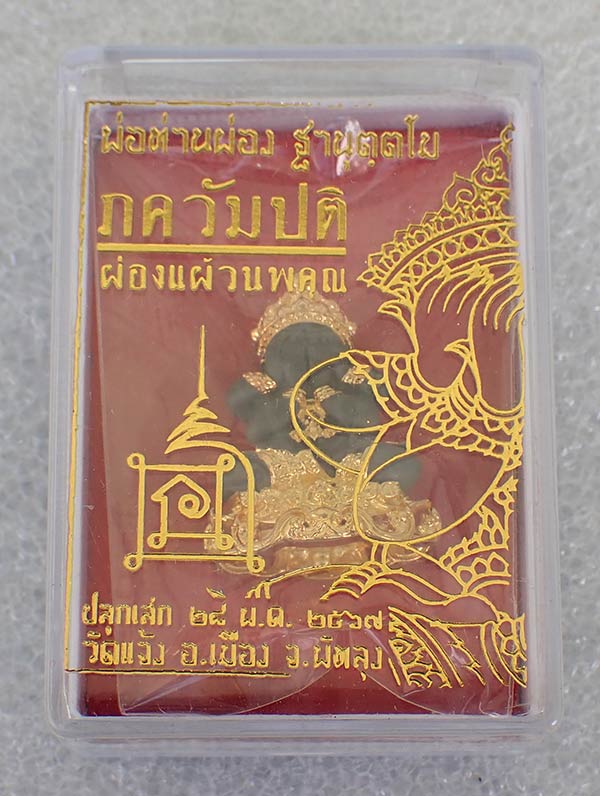 พ่อท่านผ่อง ฐานุตฺตโม
ภควัมปติ
ผ่องแผ้วนพคุณ
ปลุกเสก ๒๘ พ.ค. ๒๕๖๗
วัดแจ้ง อ.เมือง จ.พัทลุง